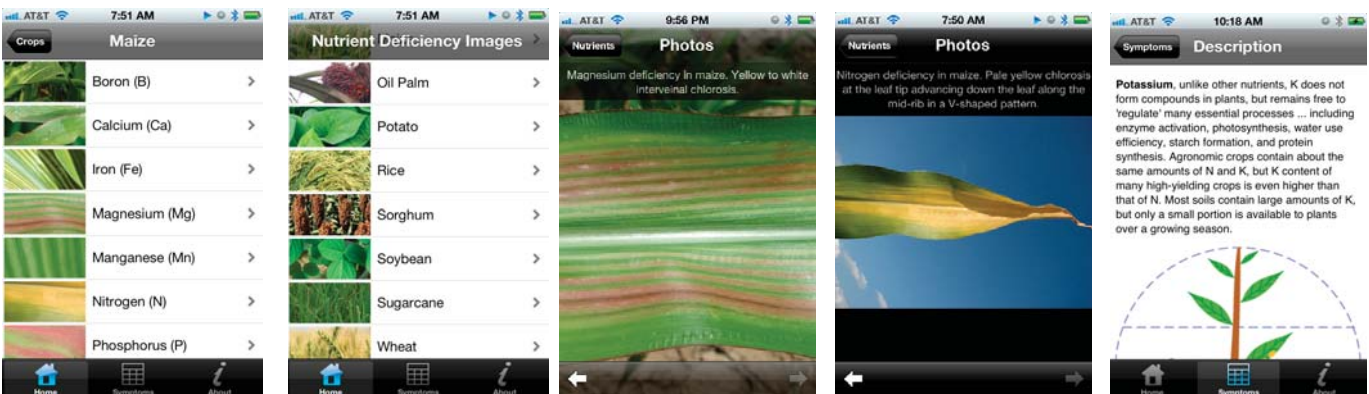 AT&T 7:51 AM
Crops Maize
Boron (B)
Calcium (Ca)
Iron (Fe)
Magnesium (Mg)
Manganese (Mn)
Nitrogen (N)
Phosphorus (P)
Home Symptoms About
AT&T 7:51 AM
Nutrient Deficiency Images
Oil Palm
Potato
Rice
Sorghum
Soybean
Sugarcane
Wheat
Home Symptoms About
AT&T 9:56 PM
Nutrients Photos
Magnesium deficiency in maize. Yellow to white
interveinal chlorosis.
AT&T 7:50 AM
Nutrients Photos
Nitrogen deficiency in maize. Pale yellow chlorosis
at the leaf tip advancing down the leaf along the
mid-rib in a V-shaped pattern.
AT&T 10:18 AM
Symptoms Description
Potassium, unlike other nutrients, K does not
form compounds in plants, but remains free to
'regulate' many essential processes ... including
enzyme activation, photosynthesis, water use
efficiency, starch formation, and protein
synthesis. Agronomic crops contain about the
same amounts of N and K, but K content of
many high-yielding crops is even higher than
that of N. Most soils contain large amounts of K,
but only a small portion is available to plants
over a growing season.
Home Symptoms About